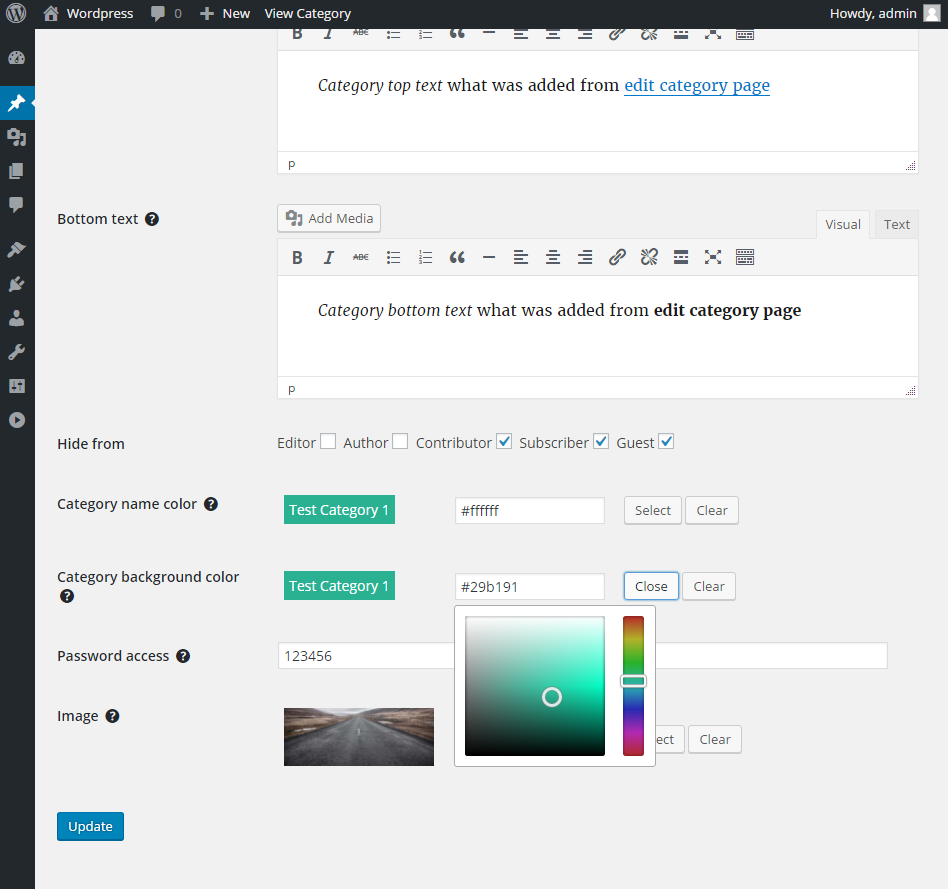 Wordpress 0 New View Category Howdy, admin
B I ABC
Category top text what was added from edit category page
p
Bottom text ? Add Media Visual Text
B I ABC
Category bottom text what was added from edit category page
p
Hide from Editor Author Contributor Subscriber Guest
Category name color ? Test Category 1 #ffffff Select Clear
Category background color ? Test Category 1 #29b191 Close Clear
Password access ? 123456
Image ? ect Clear
Update